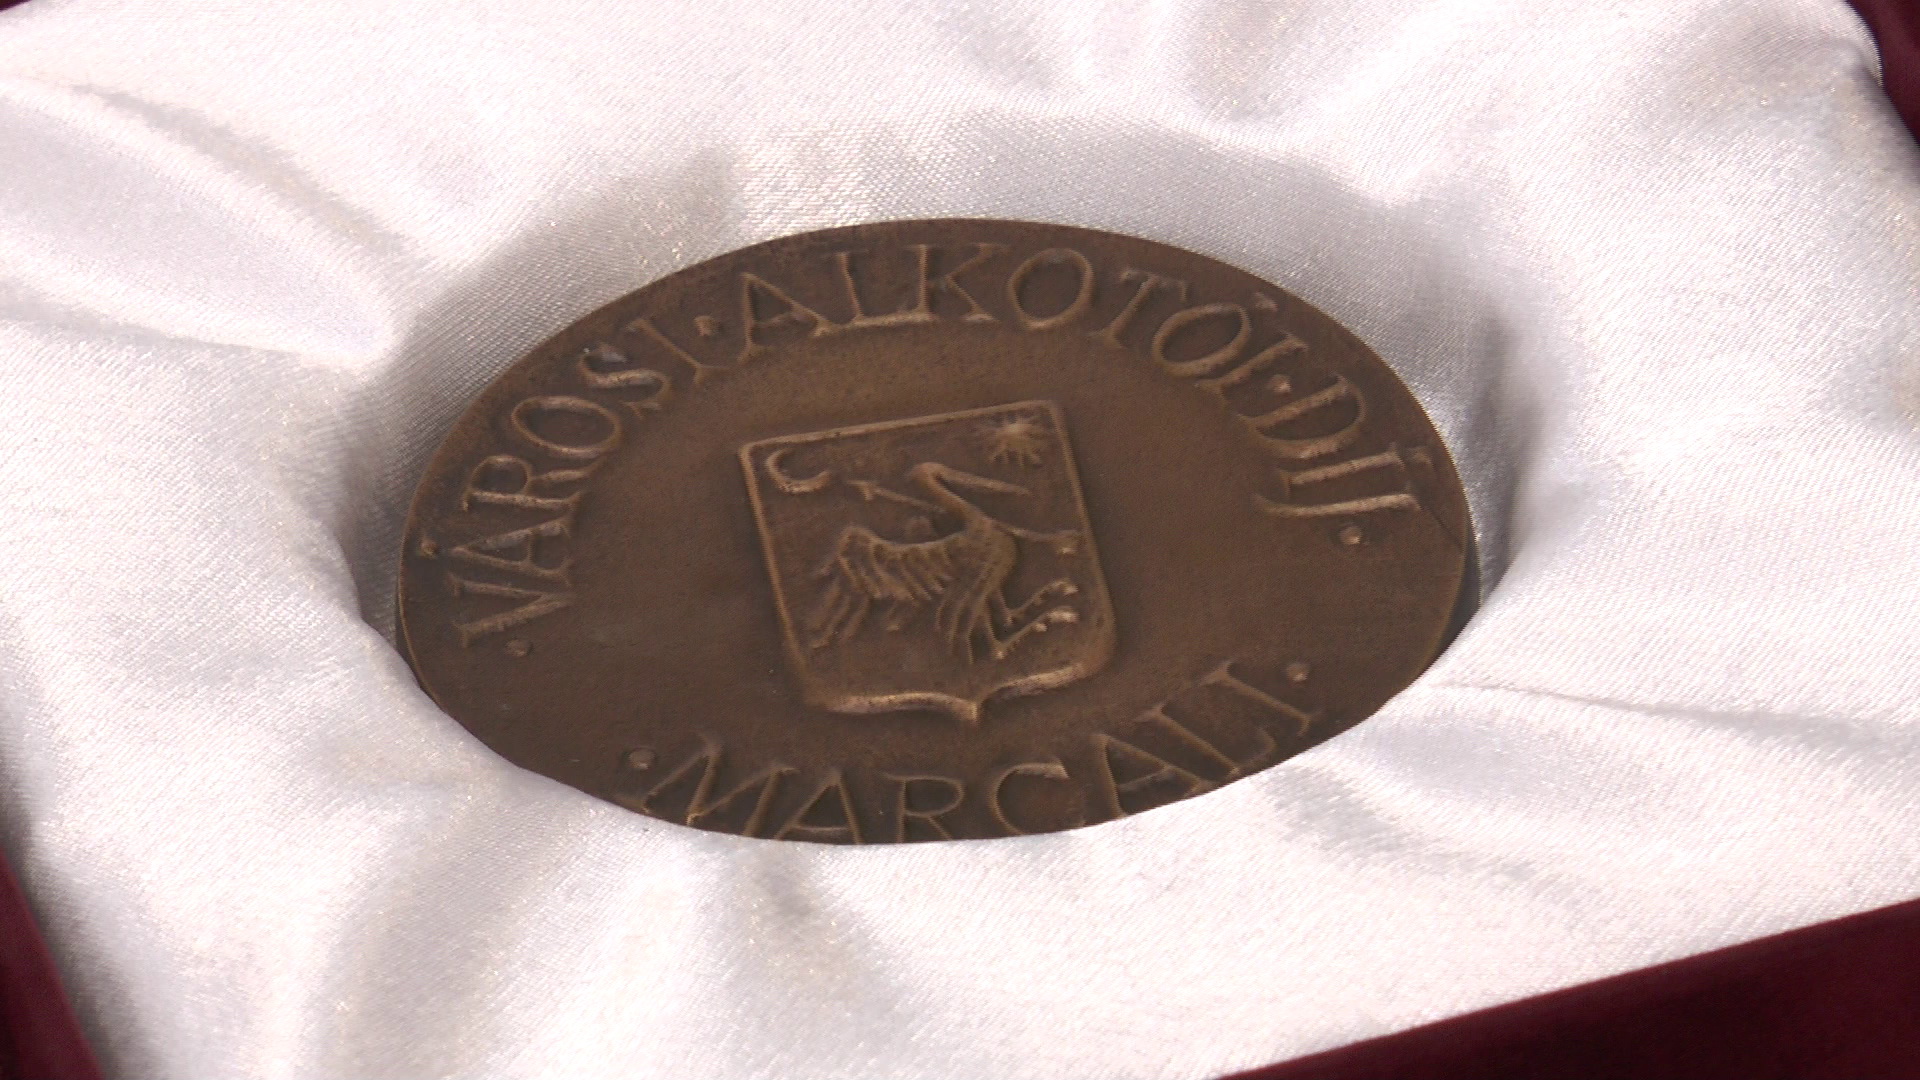 · VÁROSI · ALKOTÓI · DÍJ ·
· MARCALI ·